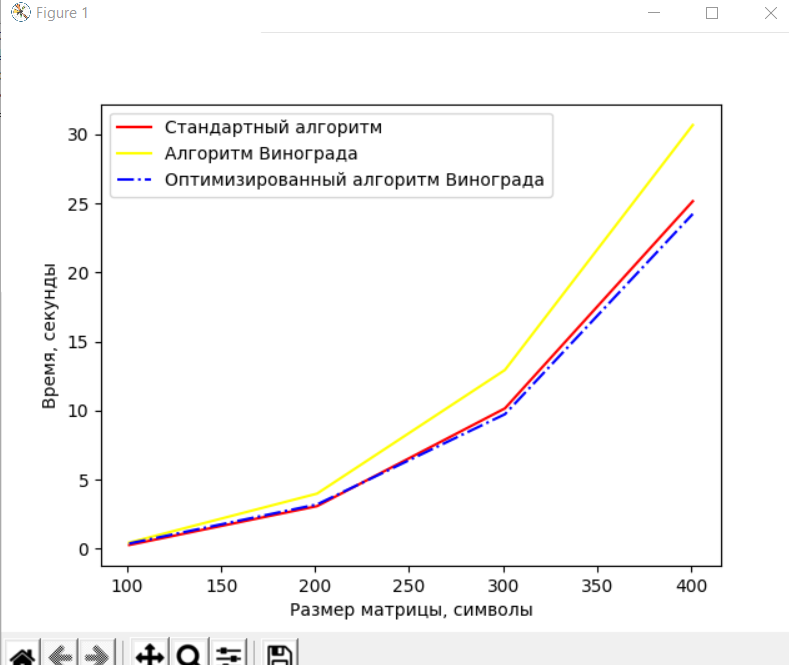 Figure 1
Стандартный алгоритм
Алгоритм Винограда
Оптимизированный алгоритм Винограда
30
25
20
15
10
5
0
Время, секунды
100 150 200 250 300 350 400
Размер матрицы, символы